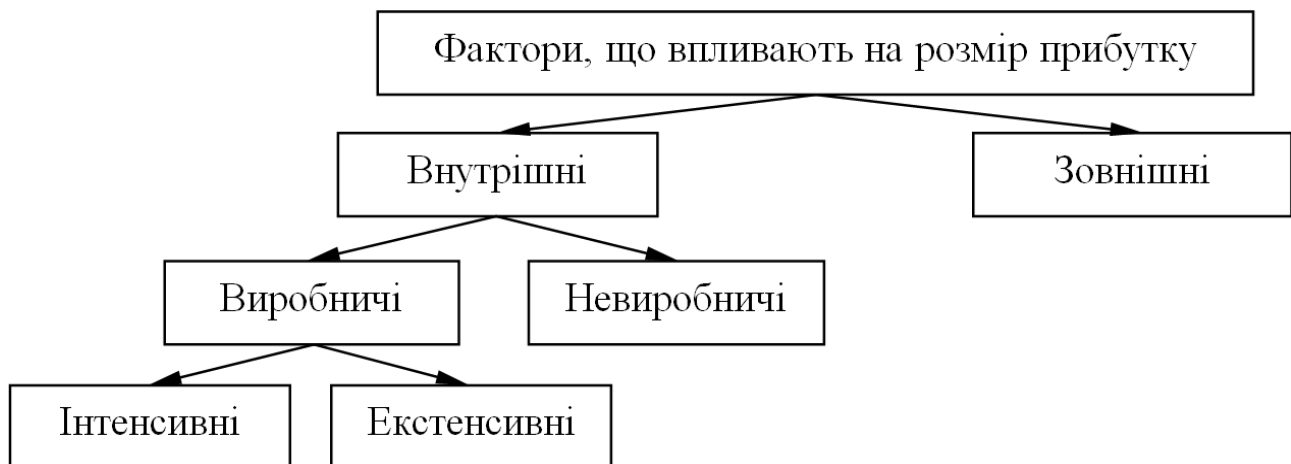 Фактори, що впливають на розмір прибутку
Внутрішні
Зовнішні
Виробничі
Невиробничі
Інтенсивні
Екстенсивні